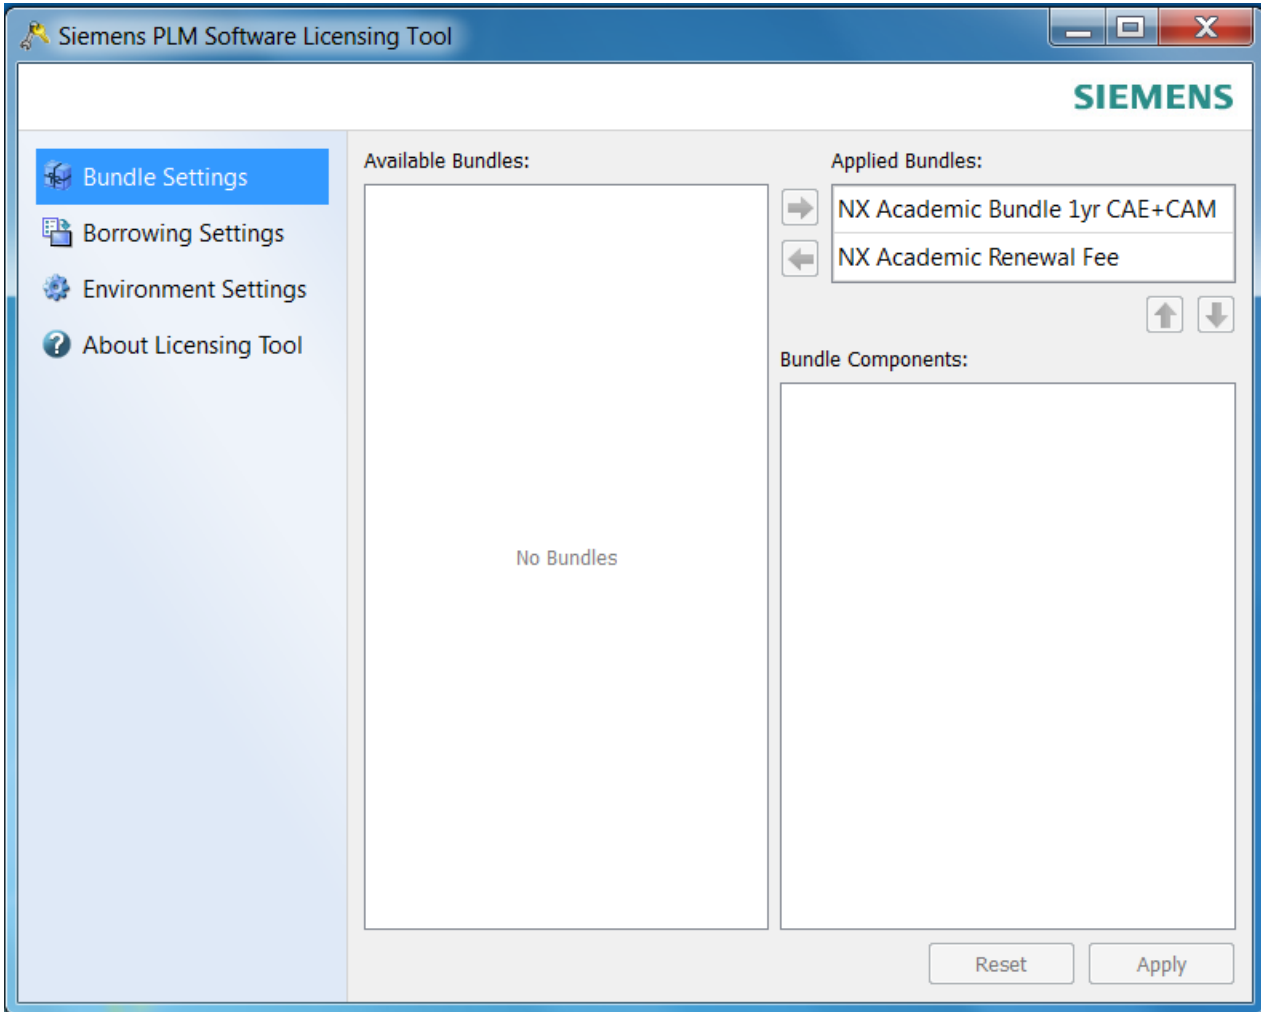 Siemens PLM Software Licensing Tool
SIEMENS
Bundle Settings
Borrowing Settings
Environment Settings
About Licensing Tool
Available Bundles:
No Bundles
Applied Bundles:
NX Academic Bundle 1yr CAE+CAM
NX Academic Renewal Fee
Bundle Components:
Reset
Apply